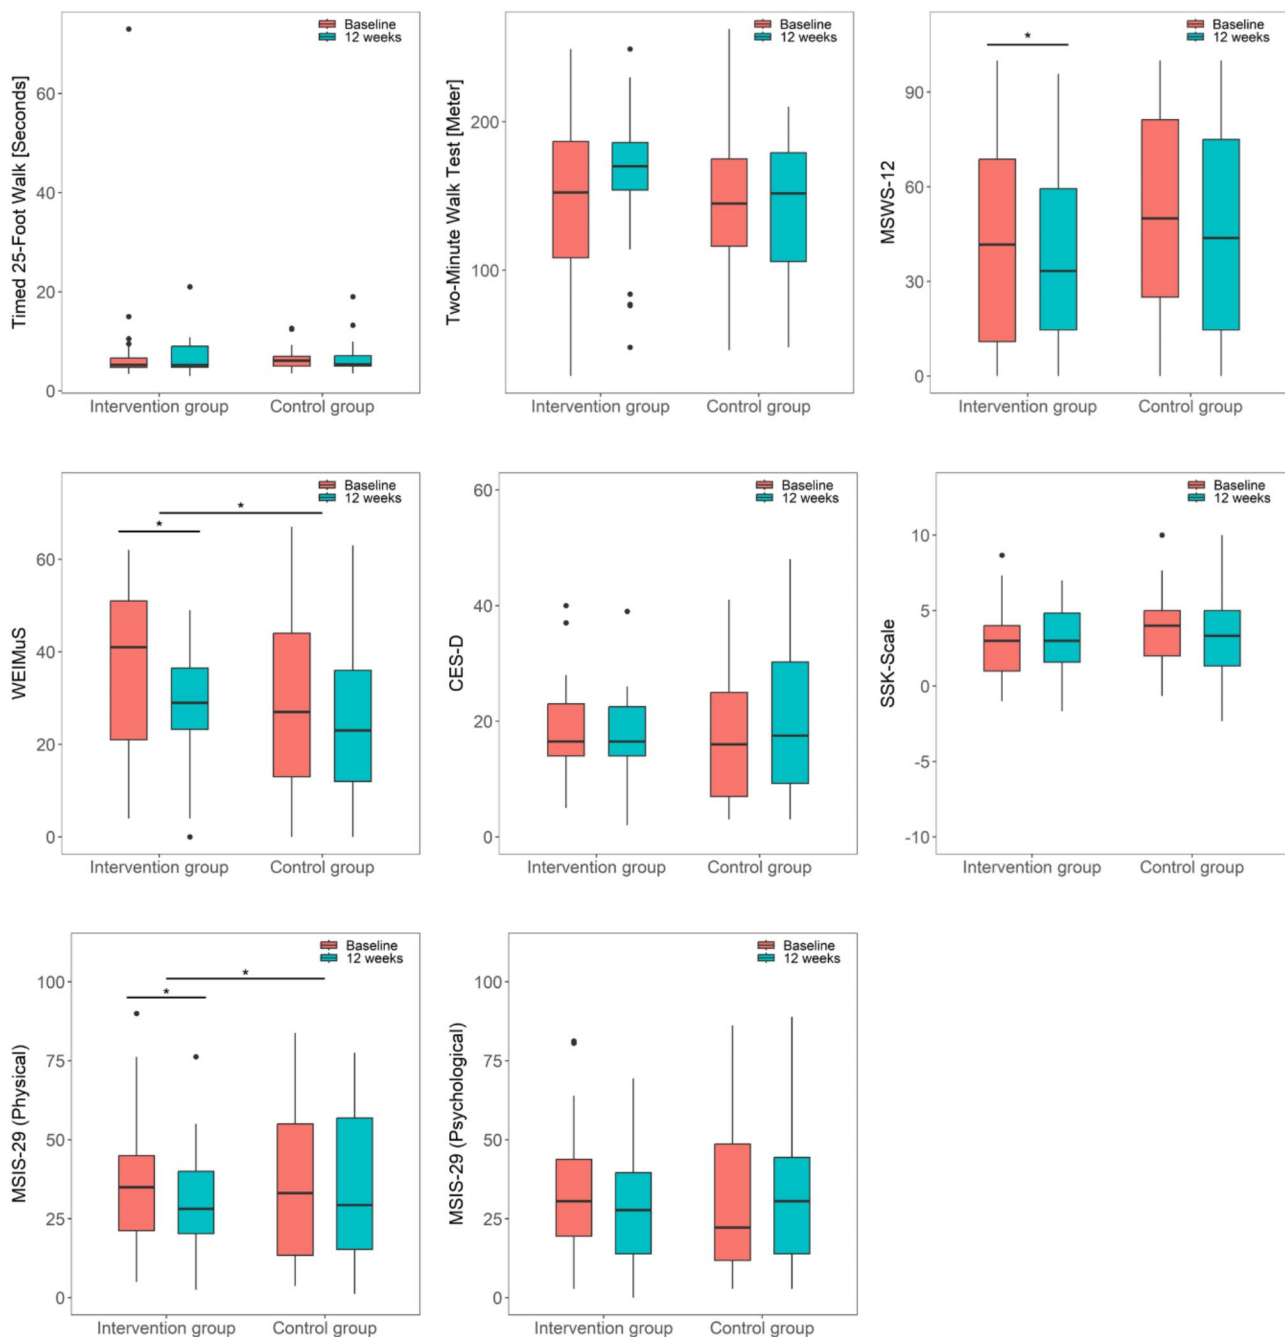 Baseline
12 weeks
Timed 25-Foot Walk [Seconds]
60
40
20
0
Intervention group
Control group
Baseline
12 weeks
Two-Minute Walk Test [Meter]
200
100
Intervention group
Control group
Baseline
12 weeks
*
MSWS-12
90
60
30
0
Intervention group
Control group
Baseline
12 weeks
*
*
WEIMuS
60
40
20
0
Intervention group
Control group
Baseline
12 weeks
CES-D
60
40
20
0
Intervention group
Control group
Baseline
12 weeks
SSK-Scale
10
5
0
-5
-10
Intervention group
Control group
Baseline
12 weeks
*
*
MSIS-29 (Physical)
100
75
50
25
0
Intervention group
Control group
Baseline
12 weeks
MSIS-29 (Psychological)
100
75
50
25
0
Intervention group
Control group